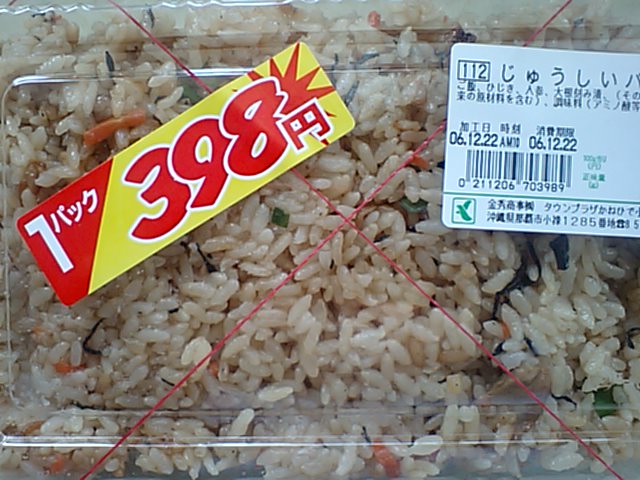 1パック
398円
112 じゅうしいパ
ご飯、ひじき、人参、大根刻み漬、(その
来の原材料を含む)、調味料(アミノ酸等
加工日 時刻 消費期限
06.12.22 AM10 06.12.22
正味量
(g)
0 211206 703989
金秀商事㈱ タウンプラザかねひで
沖縄県那覇市小禄1285番地